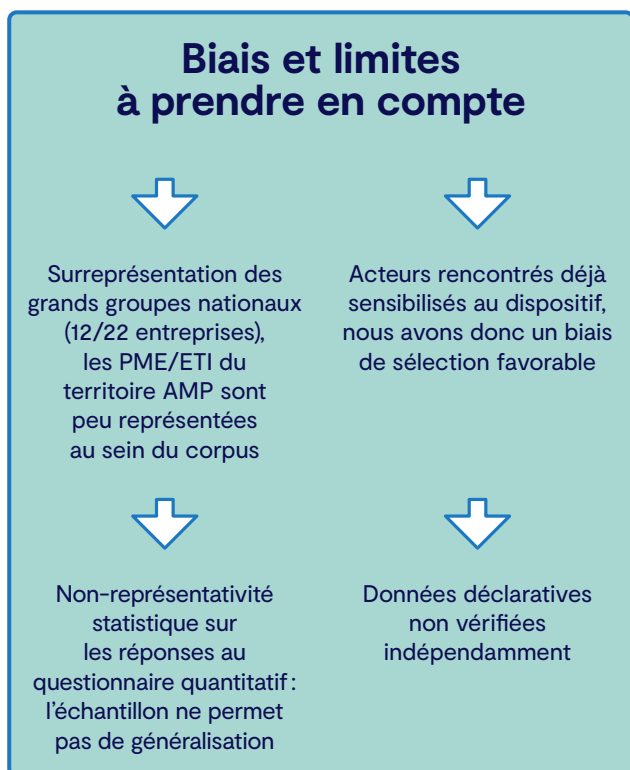 Biais et limites
à prendre en compte
Surreprésentation des
grands groupes nationaux
(12/22 entreprises),
les PME/ETI du
territoire AMP sont
peu représentées
au sein du corpus
Acteurs rencontrés déjà
sensibilisés au dispositif,
nous avons donc un biais
de sélection favorable
Non-représentativité
statistique sur
les réponses au
questionnaire quantitatif :
l’échantillon ne permet
pas de généralisation
Données déclaratives
non vérifiées
indépendamment